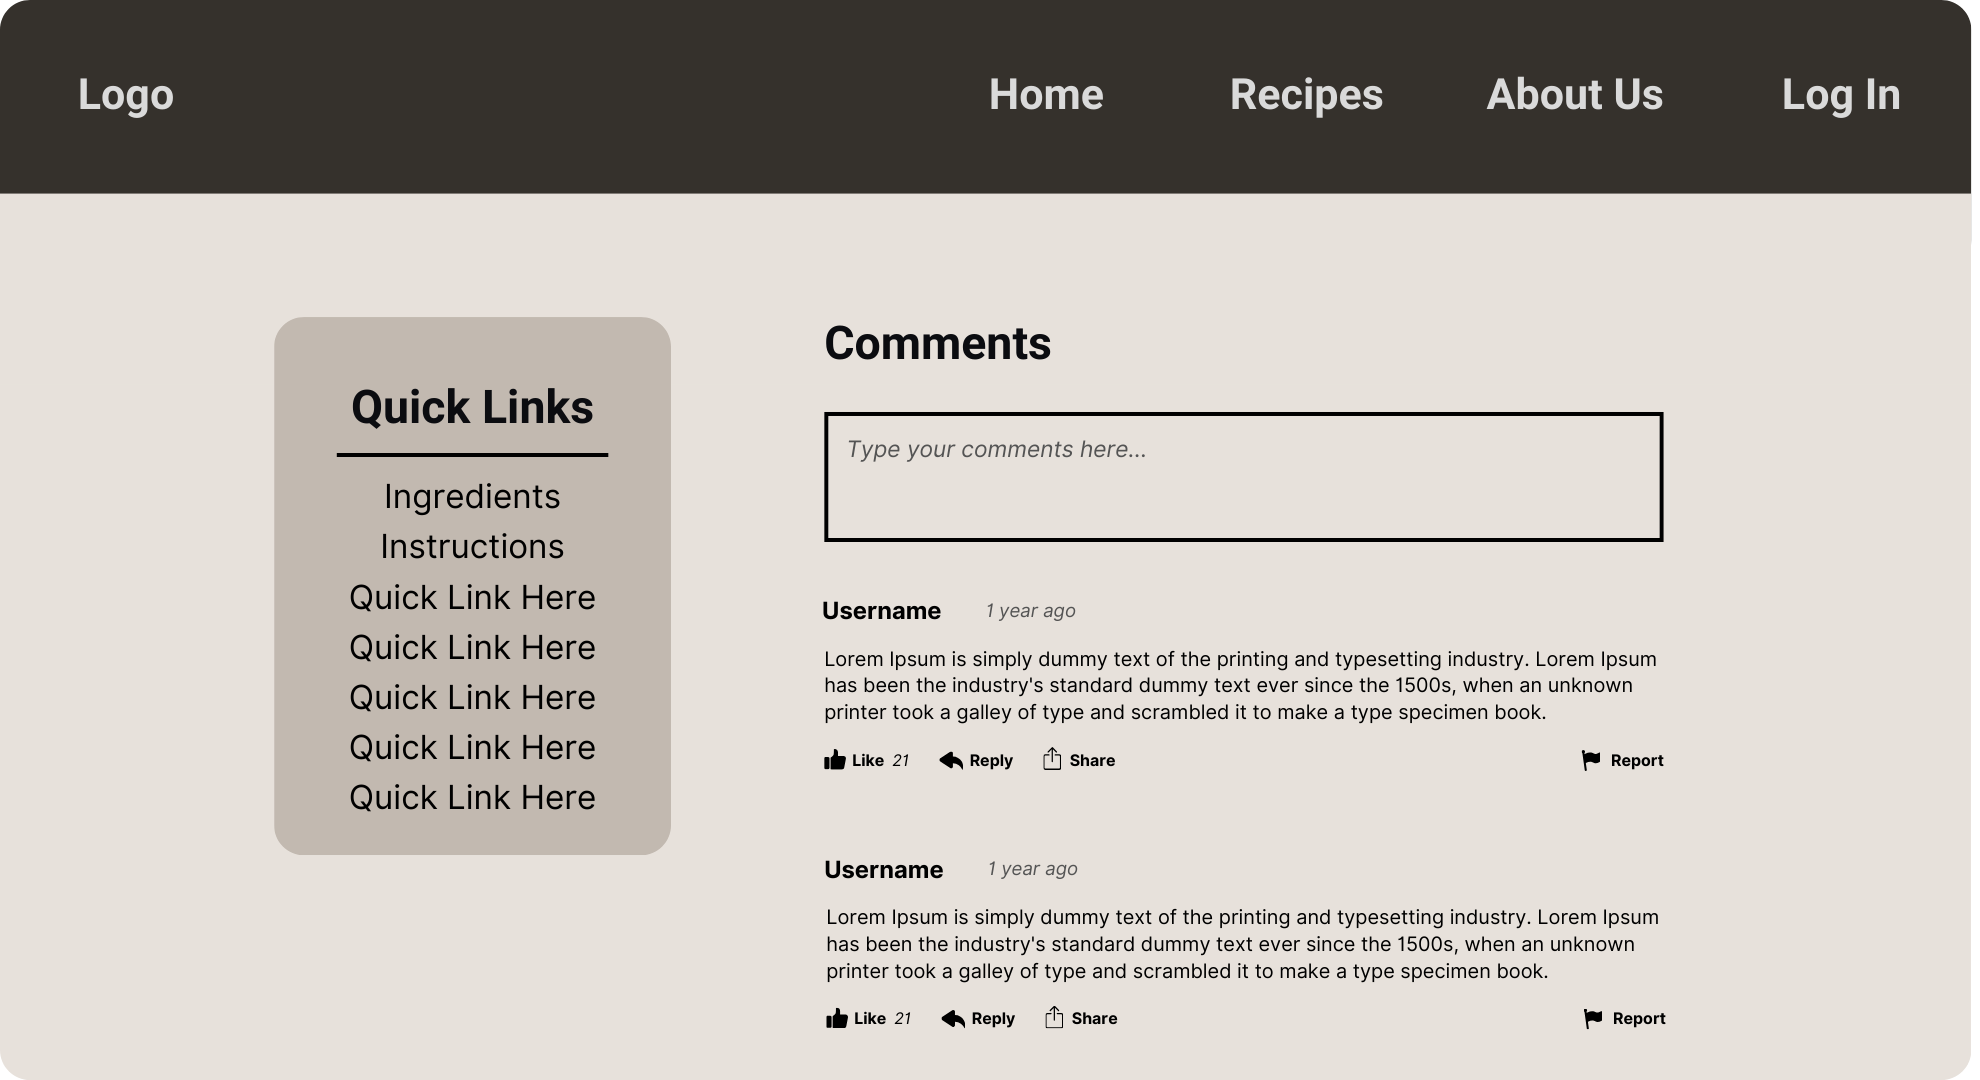 Logo
Home Recipes About Us Log In
Quick Links
Ingredients
Instructions
Quick Link Here
Quick Link Here
Quick Link Here
Quick Link Here
Quick Link Here
Comments
Type your comments here...
Username 1 year ago
Lorem Ipsum is simply dummy text of the printing and typesetting industry. Lorem Ipsum
has been the industry's standard dummy text ever since the 1500s, when an unknown
printer took a galley of type and scrambled it to make a type specimen book.
Like 21 Reply Share Report
Username 1 year ago
Lorem Ipsum is simply dummy text of the printing and typesetting industry. Lorem Ipsum
has been the industry's standard dummy text ever since the 1500s, when an unknown
printer took a galley of type and scrambled it to make a type specimen book.
Like 21 Reply Share Report